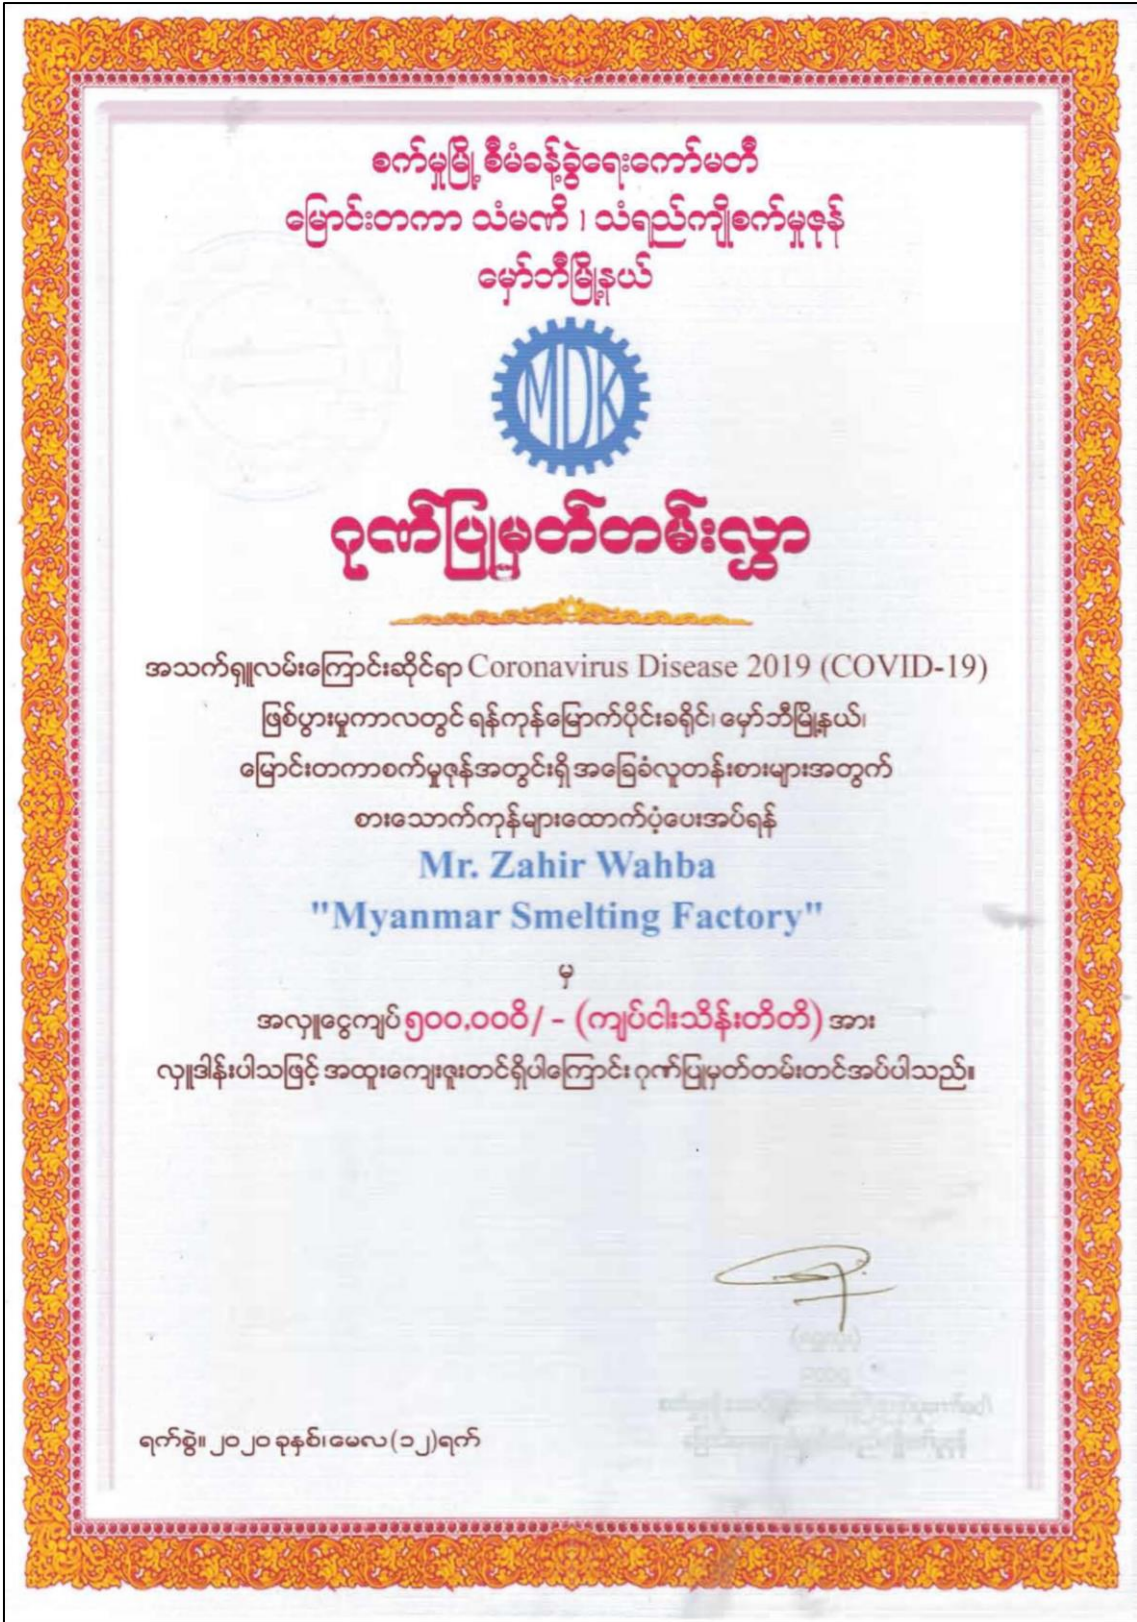 စက်မှုမြို့စီမံခန့်ခွဲရေးကော်မတီ
မြောင်းတကာ သံမဏိ ၊ သံရည်ကျိုစက်မှုဇုန်
မှော်ဘီမြို့နယ်
MDK
ဂုဏ်ပြုမှတ်တမ်းလွှာ
အသက်ရှူလမ်းကြောင်းဆိုင်ရာ Coronavirus Disease 2019 (COVID-19)
ဖြစ်ပွားမှုကာလတွင် ရန်ကုန်မြောက်ပိုင်းခရိုင်၊ မှော်ဘီမြို့နယ်၊
မြောင်းတကာစက်မှုဇုန်အတွင်းရှိ အခြေခံလူတန်းစားများအတွက်
စားသောက်ကုန်များထောက်ပံ့ပေးအပ်ရန်
Mr. Zahir Wahba
"Myanmar Smelting Factory"
မှ
အလှူငွေကျပ် ၅၀၀,၀၀၀ိ/- (ကျပ်ငါးသိန်းတိတိ) အား
လှူဒါန်းပါသဖြင့် အထူးကျေးဇူးတင်ရှိပါကြောင်း ဂုဏ်ပြုမှတ်တမ်းတင်အပ်ပါသည်။
ရက်စွဲ။ ၂၀၂၀ ခုနှစ်၊ မေလ (၁၂) ရက်